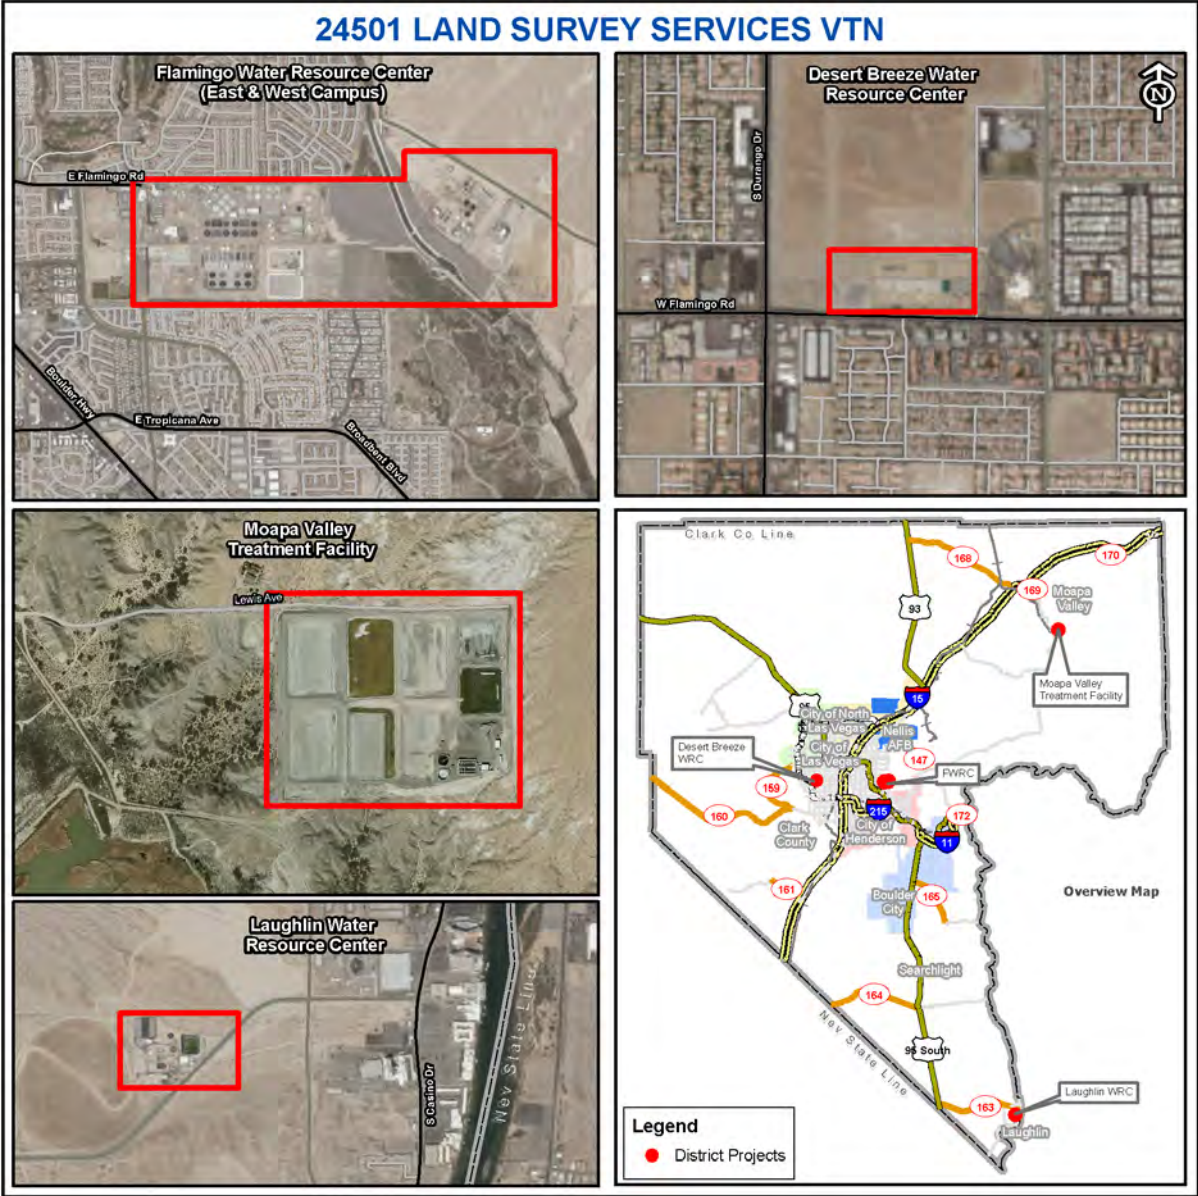 24501 LAND SURVEY SERVICES VTN
Flamingo Water Resource Center
(East & West Campus)
E Flamingo Rd
Boulder Hwy
E Tropicana Ave
Broadbent Blvd
Desert Breeze Water
Resource Center
N
S Durango Dr
W Flamingo Rd
Moapa Valley
Treatment Facility
Lewis Ave
Laughlin Water
Resource Center
S Casino Dr
Nev State Line
Clark Co Line
168
170
93
169
Moapa
Valley
Moapa Valley
Treatment Facility
15
95
City of North
Las Vegas
Nellis
AFB
City of
Las Vegas
Desert Breeze
WRC
147
FWRC
159
160
215
172
City of
Henderson
Clark
County
11
161
Boulder
City
165
Overview Map
Searchlight
164
Nev State Line
95 South
163
Laughlin WRC
Laughlin
Legend
District Projects